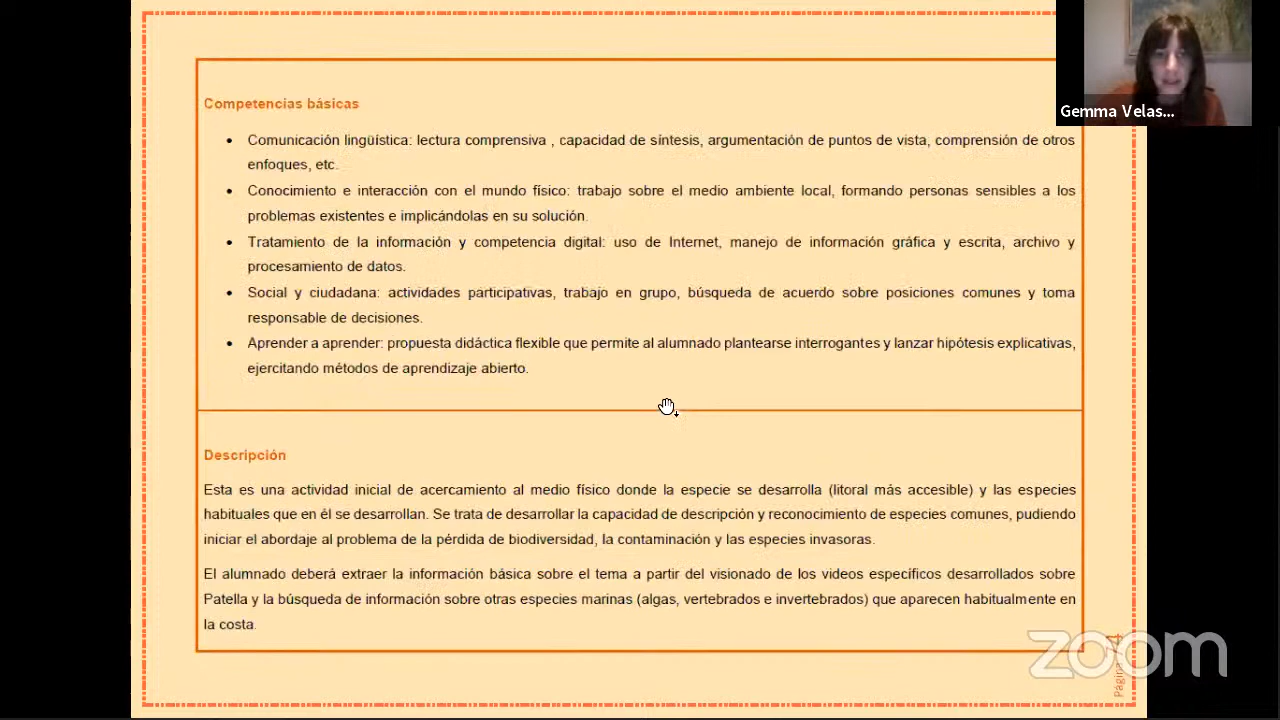 Competencias básicas
• Comunicación lingüística: lectura comprensiva , capacidad de síntesis, argumentación de puntos de vista, comprensión de otros
enfoques, etc.
• Conocimiento e interacción con el mundo físico: trabajo sobre el medio ambiente local, formando personas sensibles a los
problemas existentes e implicándolas en su solución.
• Tratamiento de la información y competencia digital: uso de Internet, manejo de información gráfica y escrita, archivo y
procesamiento de datos.
• Social y ciudadana: actividades participativas, trabajo en grupo, búsqueda de acuerdo sobre posiciones comunes y toma
responsable de decisiones.
• Aprender a aprender: propuesta didáctica flexible que permite al alumnado plantearse interrogantes y lanzar hipótesis explicativas,
ejercitando métodos de aprendizaje abierto.
Descripción
Esta es una actividad inicial de acercamiento al medio físico donde la especie se desarrolla (litoral más accesible) y las especies
habituales que en él se desarrollan. Se trata de desarrollar la capacidad de descripción y reconocimiento de especies comunes, pudiendo
iniciar el abordaje al problema de la pérdida de biodiversidad, la contaminación y las especies invasoras.
El alumnado deberá extraer la información básica sobre el tema a partir del visionado de los videos específicos desarrollados sobre
Patella y la búsqueda de información sobre otras especies marinas (algas, vertebrados e invertebrados) que aparecen habitualmente en
la costa.
Gemma Velas...
Página 74
zoom